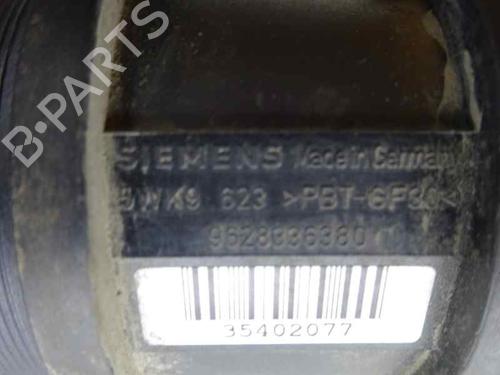 B-PARTS
SIEMENS Made in Germany
5WK9 623 >PBT-GF30<
9628336380
35402077